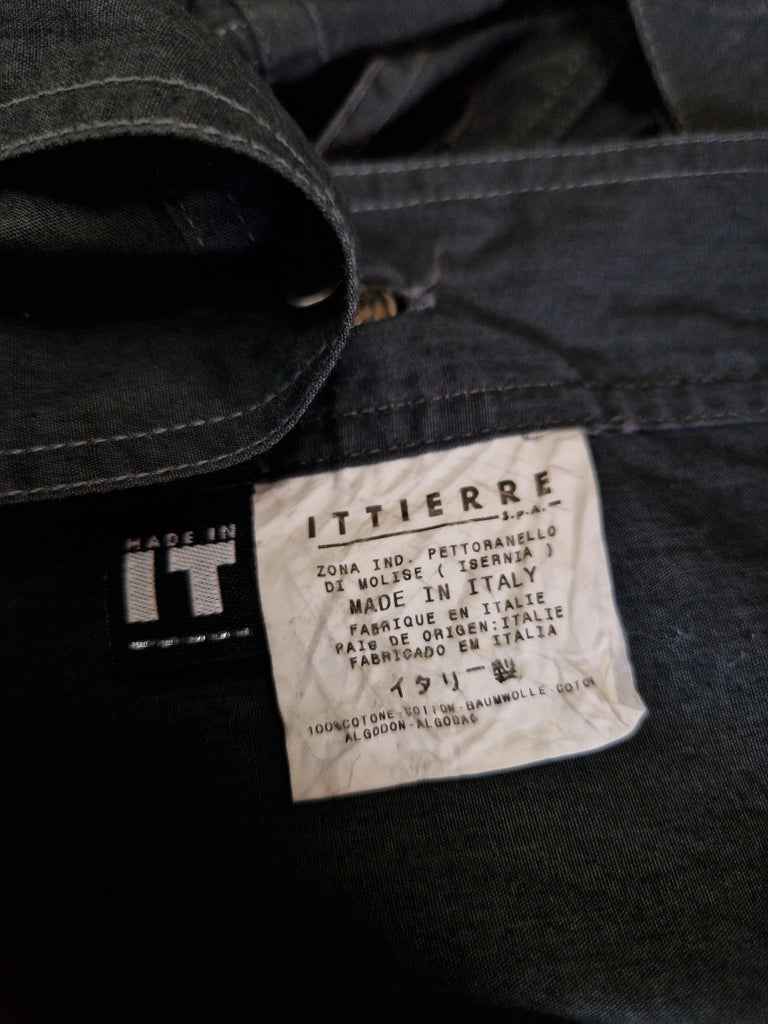 MADE IN
IT
ITTIERRE
S.p.A.
ZONA IND. PETTORANELLO
DI MOLISE ( ISERNIA )
MADE IN ITALY
FABRIQUE EN ITALIE
PAIS DE ORIGEN:ITALIE
FABRICADO EM ITALIA
イタリー製
100%COTONE-COTTON-BAUMWOLLE-COTON
ALGODON-ALGODAO